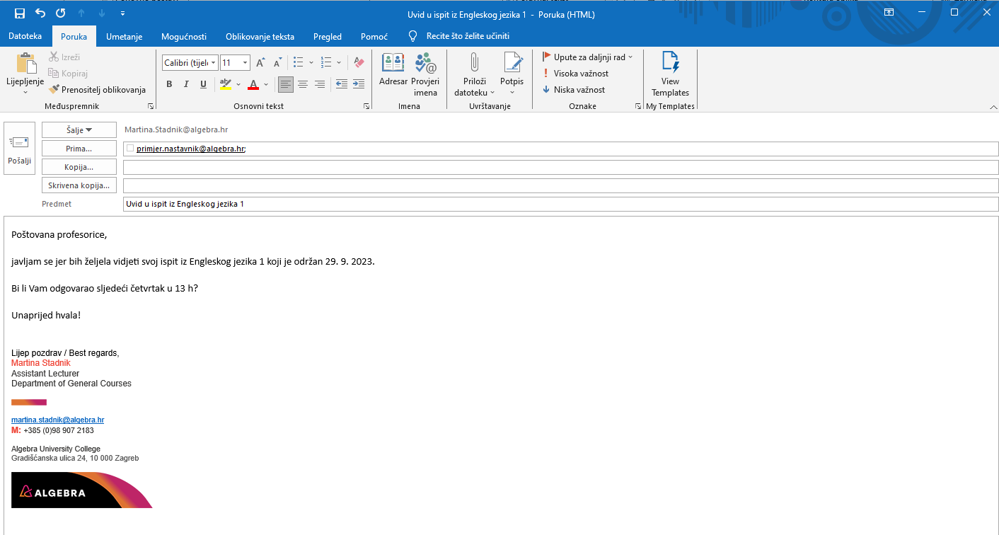 Uvid u ispit iz Engleskog jezika 1 - Poruka (HTML)
Datoteka Poruka Umetanje Mogućnosti Oblikovanje teksta Pregled Pomoć Recite što želite učiniti
Lijepljenje
Izreži
Kopiraj
Prenositelj oblikovanja
Međuspremnik
Calibri (tijelo 11
B I U
Osnovni tekst
Adresar Provjeri imena
Imena
Priloži datoteku Potpis
Uvrštavanje
Upute za daljnji rad
Visoka važnost
Niska važnost
Oznake
View Templates
My Templates
Pošalji
Šalje Martina.Stadnik@algebra.hr
Prima... primjer.nastavnik@algebra.hr;
Kopija...
Skrivena kopija...
Predmet Uvid u ispit iz Engleskog jezika 1
Poštovana profesorice,
javljam se jer bih željela vidjeti svoj ispit iz Engleskog jezika 1 koji je održan 29. 9. 2023.
Bi li Vam odgovarao sljedeći četvrtak u 13 h?
Unaprijed hvala!
Lijep pozdrav / Best regards,
Martina Stadnik
Assistant Lecturer
Department of General Courses
martina.stadnik@algebra.hr
M: +385 (0)98 907 2183
Algebra University College
Gradišćanska ulica 24, 10 000 Zagreb
ALGEBRA